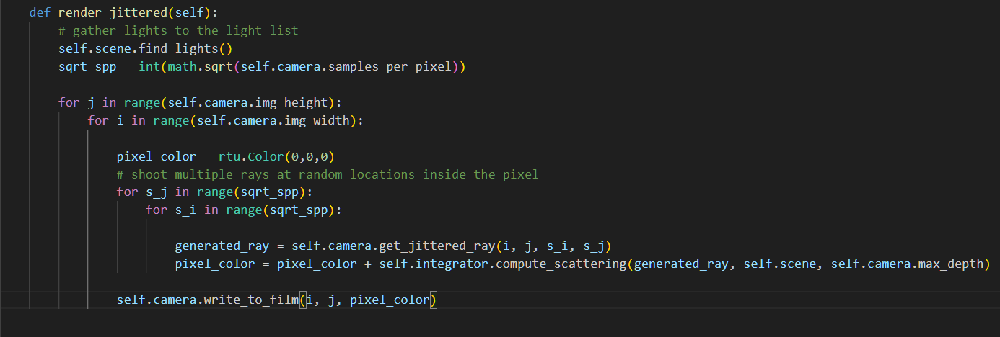 def render_jittered(self):
# gather lights to the light list
self.scene.find_lights()
sqrt_spp = int(math.sqrt(self.camera.samples_per_pixel))
for j in range(self.camera.img_height):
for i in range(self.camera.img_width):
pixel_color = rtu.Color(0,0,0)
# shoot multiple rays at random locations inside the pixel
for s_j in range(sqrt_spp):
for s_i in range(sqrt_spp):
generated_ray = self.camera.get_jittered_ray(i, j, s_i, s_j)
pixel_color = pixel_color + self.integrator.compute_scattering(generated_ray, self.scene, self.camera.max_depth)
self.camera.write_to_film(i, j, pixel_color)